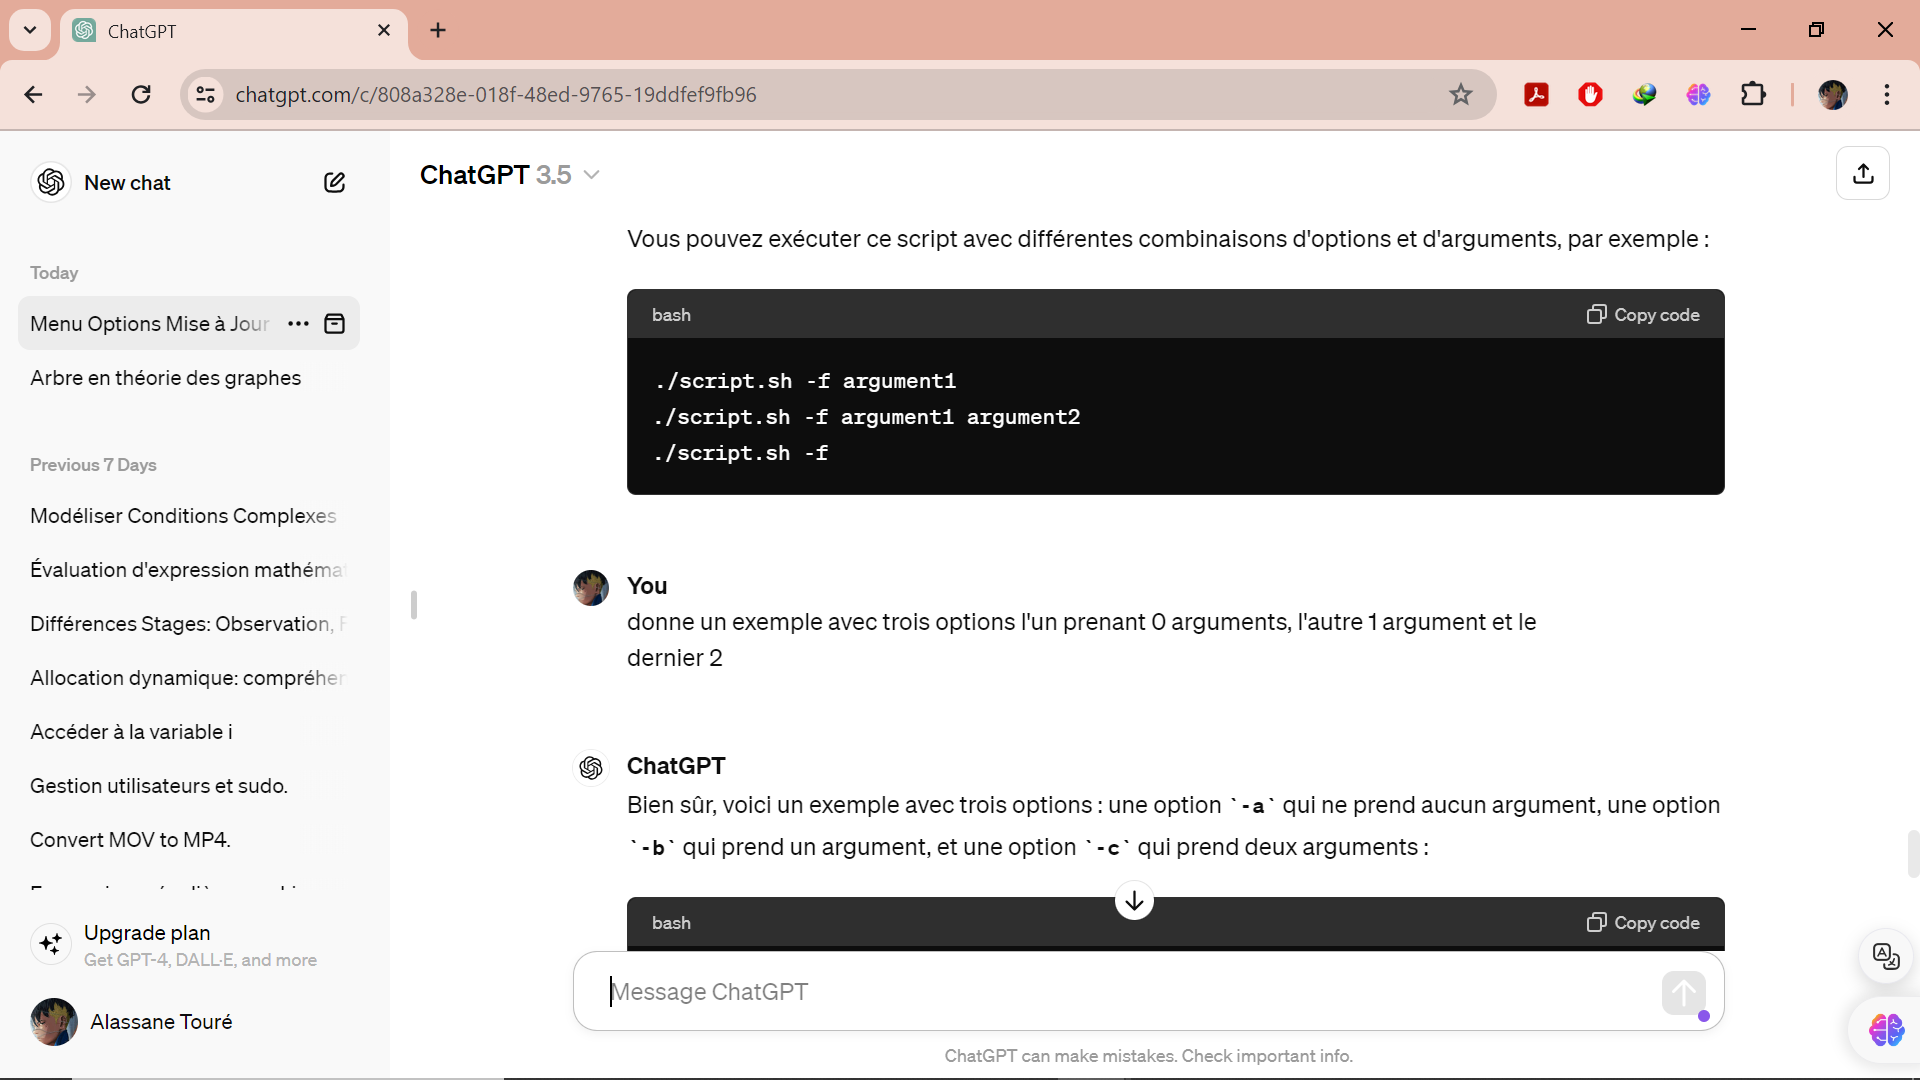 ChatGPT
chatgpt.com/c/808a328e-018f-48ed-9765-19ddfef9fb96
New chat
Today
Menu Options Mise à Jour
Arbre en théorie des graphes
Previous 7 Days
Modéliser Conditions Complexes
Évaluation d'expression mathéma
Différences Stages: Observation,
Allocation dynamique: compréhen
Accéder à la variable i
Gestion utilisateurs et sudo.
Convert MOV to MP4.
Upgrade plan
Get GPT-4, DALL·E, and more
Alassane Touré
ChatGPT 3.5
Vous pouvez exécuter ce script avec différentes combinaisons d'options et d'arguments, par exemple :
bash
Copy code
./script.sh -f argument1
./script.sh -f argument1 argument2
./script.sh -f
You
donne un exemple avec trois options l'un prenant 0 arguments, l'autre 1 argument et le
dernier 2
ChatGPT
Bien sûr, voici un exemple avec trois options : une option `-a` qui ne prend aucun argument, une option
`-b` qui prend un argument, et une option `-c` qui prend deux arguments :
bash
Copy code
Message ChatGPT
ChatGPT can make mistakes. Check important info.